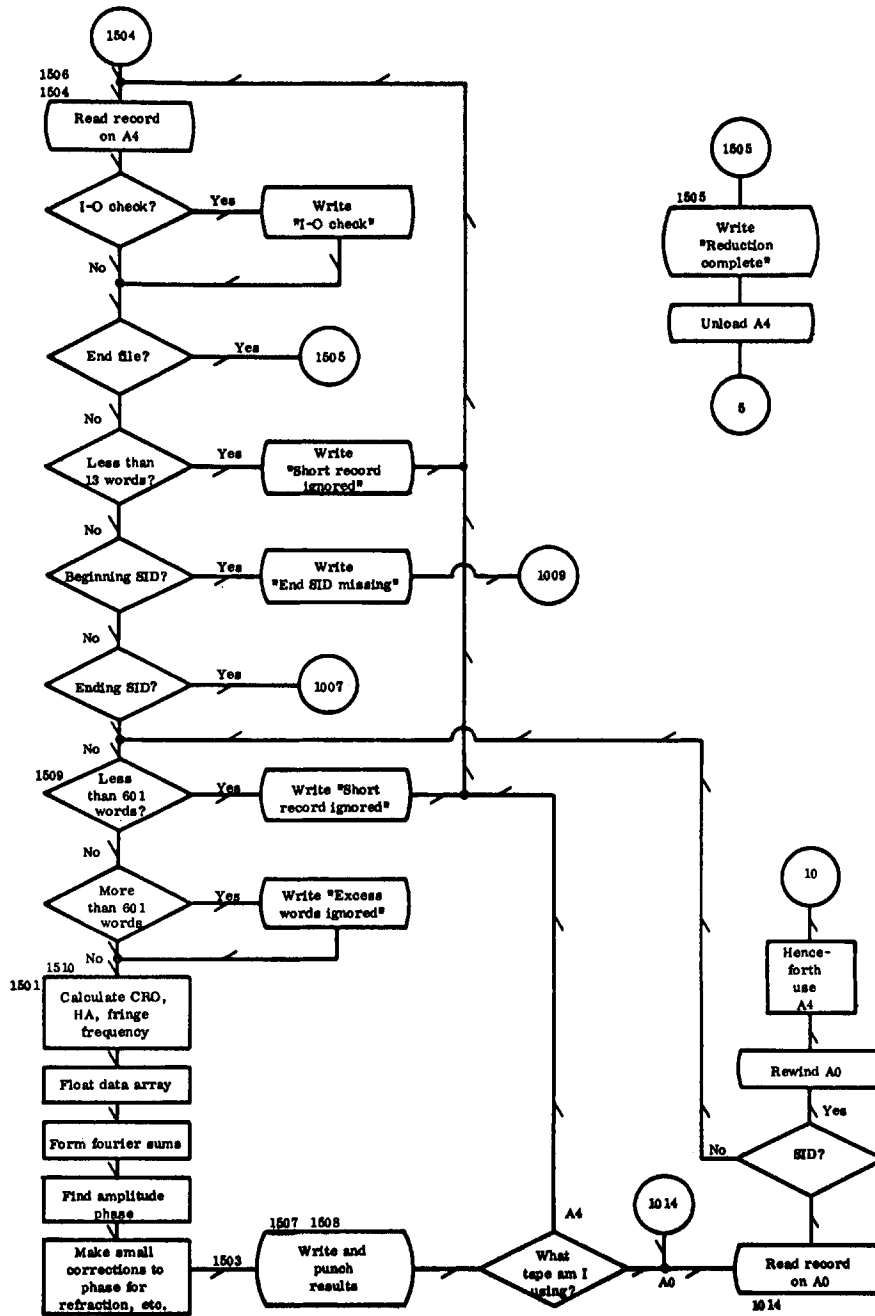 1504
1506
1504
Read record
on A4
I-O check?
Yes
Write
"I-O check"
No
End file?
Yes
1505
No
Less than
13 words?
Yes
Write
"Short record
ignored"
No
Beginning SID?
Yes
Write
"End SID missing"
1009
No
Ending SID?
Yes
1007
No
1509
Less
than 601
words?
Yes
Write "Short
record ignored"
No
More
than 601
words
Yes
Write "Excess
words ignored"
No
1510
1501
Calculate CRO,
HA, fringe
frequency
Float data array
Form fourier sums
Find amplitude
phase
Make small
corrections to
phase for
refraction, etc.
1503
1507 1508
Write and
punch
results
What
tape am I
using?
A4
A0
1014
Read record
on A0
1014
SID?
No
Yes
Rewind A0
Hence-
forth
use
A4
10
1505
1505
Write
"Reduction
complete"
Unload A4
5